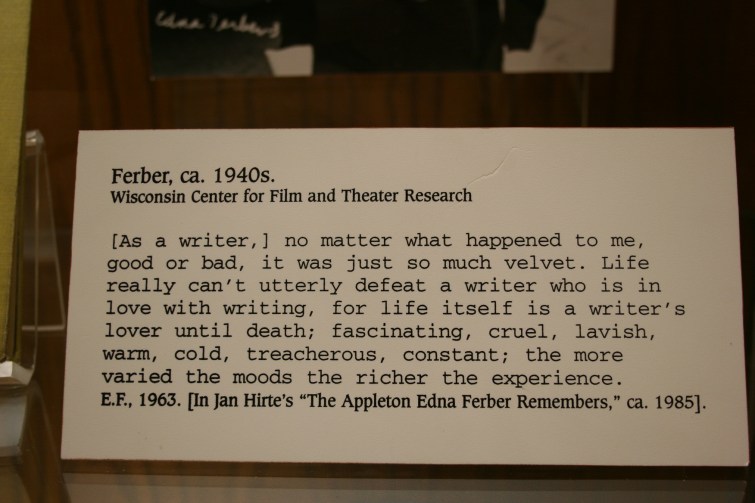 Edna Ferber
Ferber, ca. 1940s.
Wisconsin Center for Film and Theater Research
[As a writer,] no matter what happened to me,
good or bad, it was just so much velvet. Life
really can't utterly defeat a writer who is in
love with writing, for life itself is a writer's
lover until death; fascinating, cruel, lavish,
warm, cold, treacherous, constant; the more
varied the moods the richer the experience.
E.F., 1963. [In Jan Hirte's “The Appleton Edna Ferber Remembers,” ca. 1985].